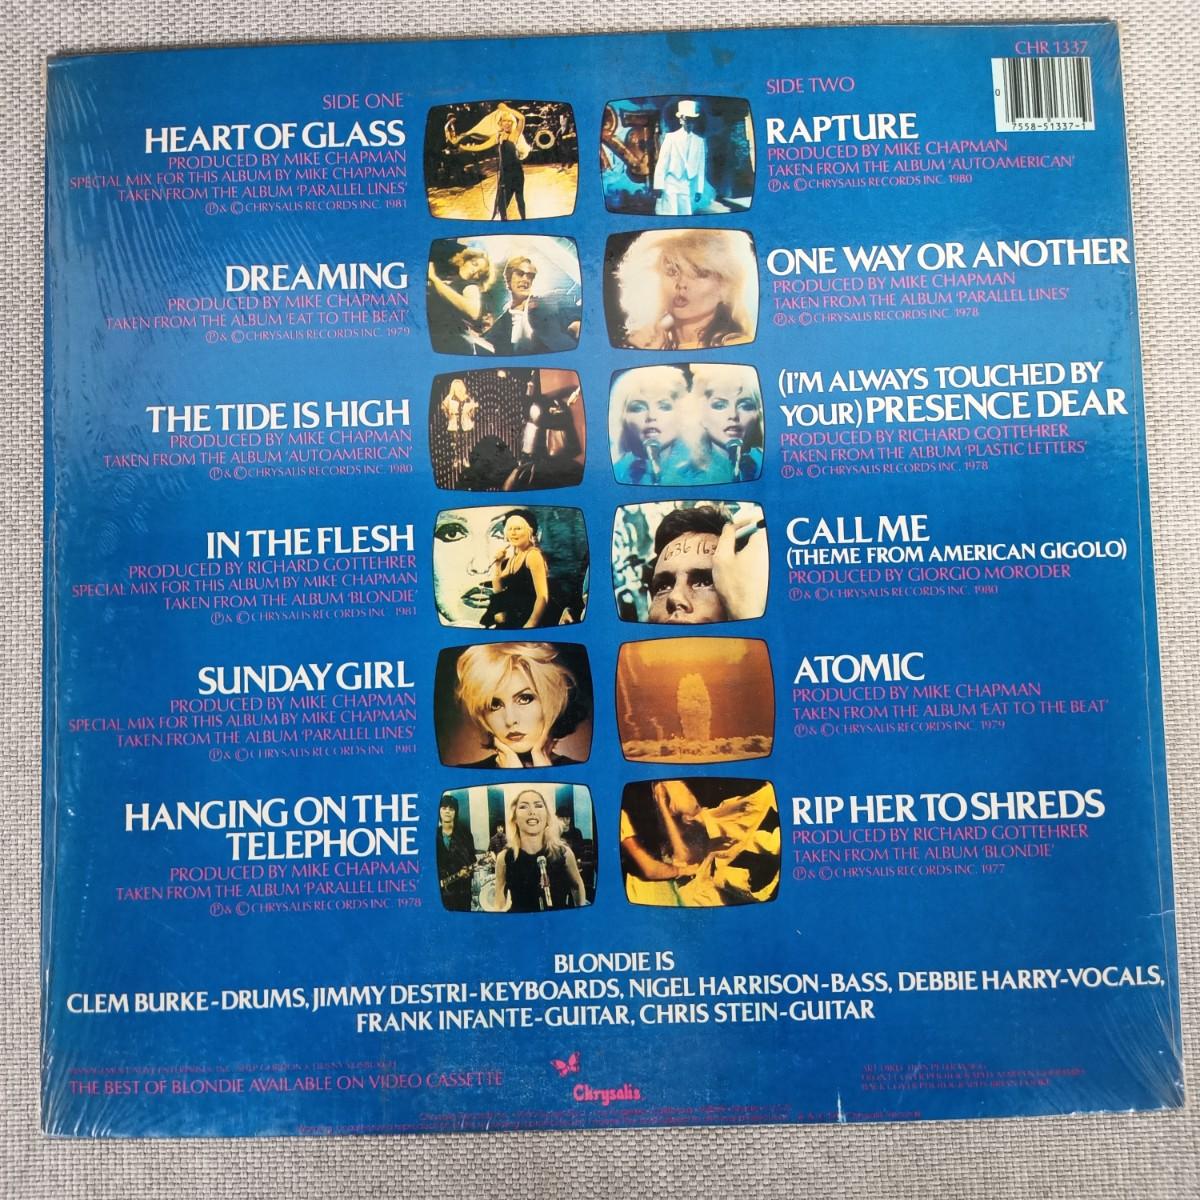 CHR 1337
0
7558-51337-1
SIDE ONE
HEART OF GLASS
PRODUCED BY MIKE CHAPMAN
SPECIAL MIX FOR THIS ALBUM BY MIKE CHAPMAN
TAKEN FROM THE ALBUM 'PARALLEL LINES'
Ⓟ & © CHRYSALIS RECORDS INC. 1981
DREAMING
PRODUCED BY MIKE CHAPMAN
TAKEN FROM THE ALBUM 'EAT TO THE BEAT'
Ⓟ & © CHRYSALIS RECORDS INC. 1979
THE TIDE IS HIGH
PRODUCED BY MIKE CHAPMAN
TAKEN FROM THE ALBUM 'AUTOAMERICAN'
Ⓟ & © CHRYSALIS RECORDS INC. 1980
IN THE FLESH
PRODUCED BY RICHARD GOTTEHRER
SPECIAL MIX FOR THIS ALBUM BY MIKE CHAPMAN
TAKEN FROM THE ALBUM 'BLONDIE'
Ⓟ & © CHRYSALIS RECORDS INC. 1981
SUNDAY GIRL
PRODUCED BY MIKE CHAPMAN
SPECIAL MIX FOR THIS ALBUM BY MIKE CHAPMAN
TAKEN FROM THE ALBUM 'PARALLEL LINES'
Ⓟ & © CHRYSALIS RECORDS INC. 1981
HANGING ON THE
TELEPHONE
PRODUCED BY MIKE CHAPMAN
TAKEN FROM THE ALBUM 'PARALLEL LINES'
Ⓟ & © CHRYSALIS RECORDS INC. 1978
SIDE TWO
RAPTURE
PRODUCED BY MIKE CHAPMAN
TAKEN FROM THE ALBUM 'AUTOAMERICAN'
Ⓟ & © CHRYSALIS RECORDS INC. 1980
ONE WAY OR ANOTHER
PRODUCED BY MIKE CHAPMAN
TAKEN FROM THE ALBUM 'PARALLEL LINES'
Ⓟ & © CHRYSALIS RECORDS INC. 1978
(I'M ALWAYS TOUCHED BY
YOUR) PRESENCE DEAR
PRODUCED BY RICHARD GOTTEHRER
TAKEN FROM THE ALBUM 'PLASTIC LETTERS'
Ⓟ & © CHRYSALIS RECORDS INC. 1978
CALL ME
(THEME FROM AMERICAN GIGOLO)
PRODUCED BY GIORGIO MORODER
Ⓟ & © CHRYSALIS RECORDS INC. 1980
ATOMIC
PRODUCED BY MIKE CHAPMAN
TAKEN FROM THE ALBUM 'EAT TO THE BEAT'
Ⓟ & © CHRYSALIS RECORDS INC. 1979
RIP HER TO SHREDS
PRODUCED BY RICHARD GOTTEHRER
TAKEN FROM THE ALBUM 'BLONDIE'
Ⓟ & © CHRYSALIS RECORDS INC. 1977
BLONDIE IS
CLEM BURKE-DRUMS, JIMMY DESTRI-KEYBOARDS, NIGEL HARRISON-BASS, DEBBIE HARRY-VOCALS,
FRANK INFANTE-GUITAR, CHRIS STEIN-GUITAR
THE BEST OF BLONDIE AVAILABLE ON VIDEO CASSETTE
Chrysalis
ART DIRECTION
FRONT COVER PHOTOGRAPHY
BACK COVER PHOTOGRAPHS